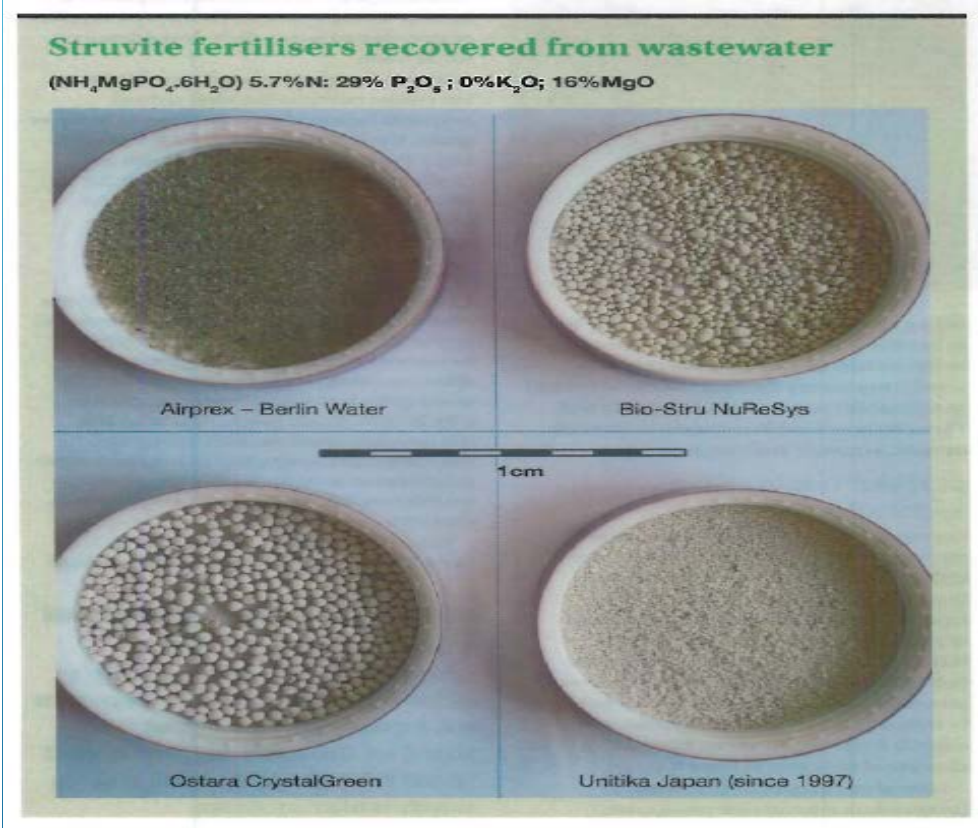 Struvite fertilisers recovered from wastewater
(NH₄MgPO₄.6H₂O) 5.7%N: 29% P₂O₅ ; 0%K₂O; 16%MgO
Airprex – Berlin Water
Bio-Stru NuReSys
1cm
Ostara CrystalGreen
Unitika Japan (since 1997)